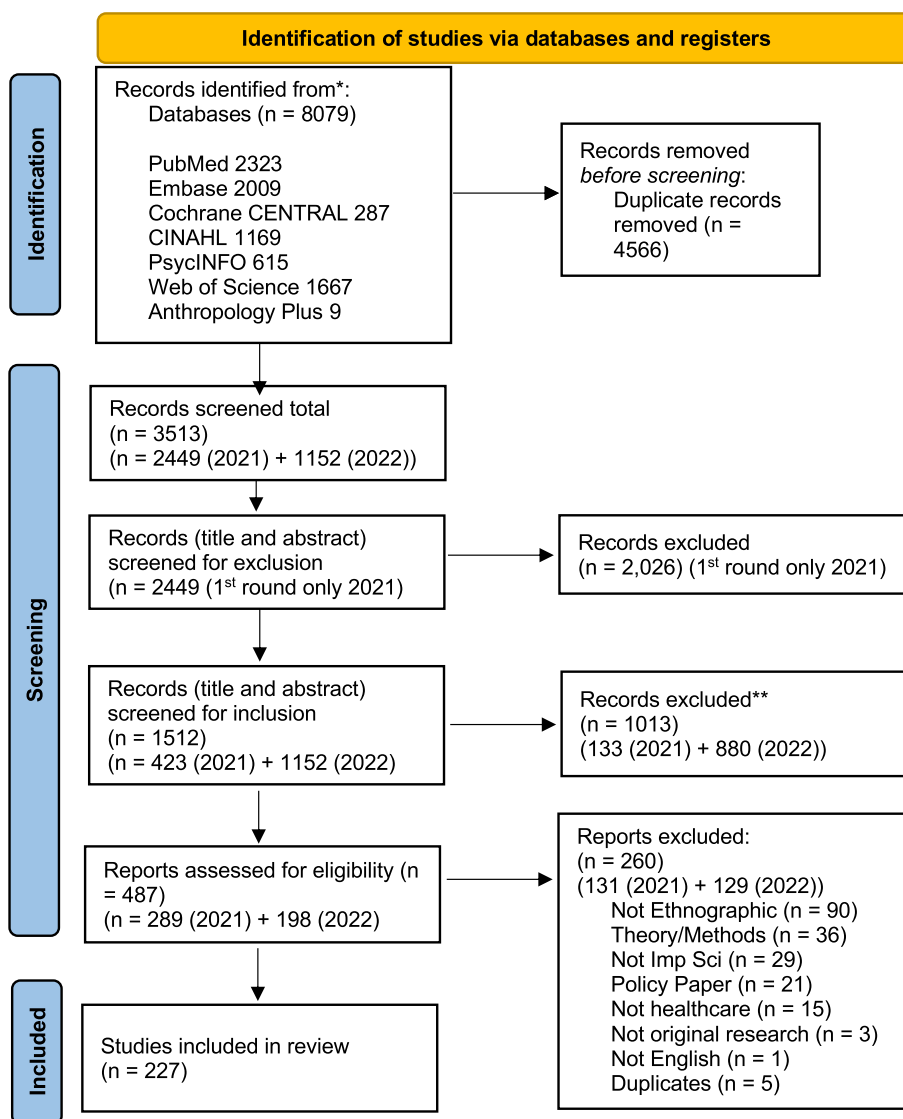 Identification of studies via databases and registers
Identification
Records identified from*:
Databases (n = 8079)
PubMed 2323
Embase 2009
Cochrane CENTRAL 287
CINAHL 1169
PsycINFO 615
Web of Science 1667
Anthropology Plus 9
Records removed
before screening:
Duplicate records
removed (n =
4566)
Screening
Records screened total
(n = 3513)
(n = 2449 (2021) + 1152 (2022))
Records (title and abstract)
screened for exclusion
(n = 2449 (1st round only 2021)
Records excluded
(n = 2,026) (1st round only 2021)
Records (title and abstract)
screened for inclusion
(n = 1512)
(n = 423 (2021) + 1152 (2022)
Records excluded**
(n = 1013)
(133 (2021) + 880 (2022))
Reports assessed for eligibility (n
= 487)
(n = 289 (2021) + 198 (2022)
Reports excluded:
(n = 260)
(131 (2021) + 129 (2022))
Not Ethnographic (n = 90)
Theory/Methods (n = 36)
Not Imp Sci (n = 29)
Policy Paper (n = 21)
Not healthcare (n = 15)
Not original research (n = 3)
Not English (n = 1)
Duplicates (n = 5)
Included
Studies included in review
(n = 227)